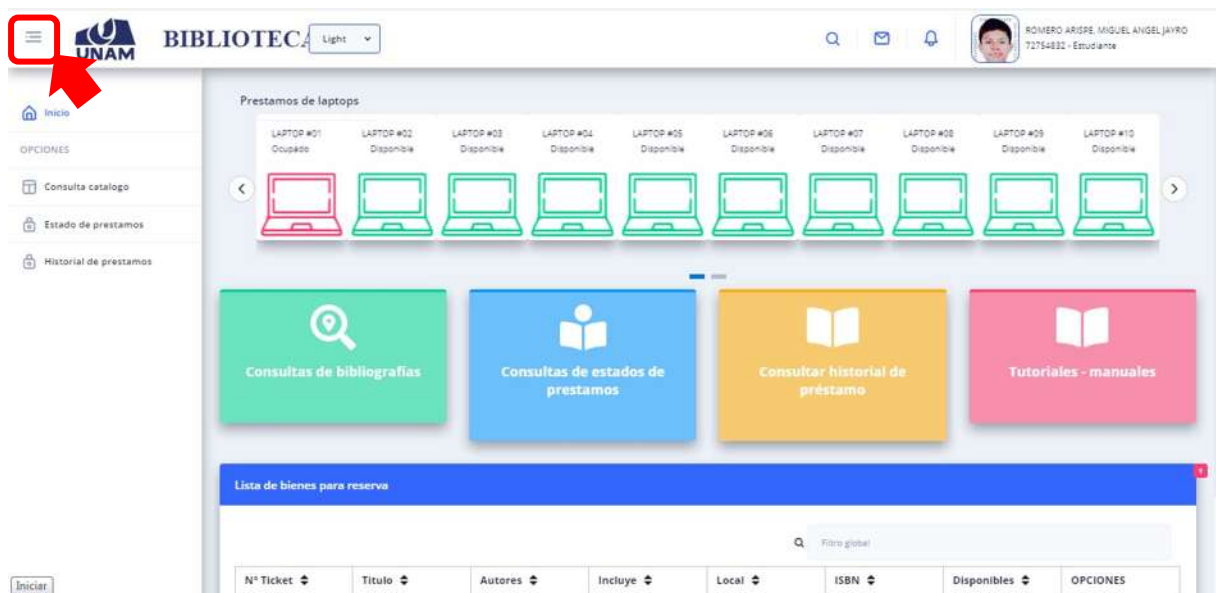 UNAM
BIBLIOTECA
Light
ROMERO ARISPE, MIGUEL ANGEL JAYRO
72754832 - Estudiante
Inicio
OPCIONES
Consulta catalogo
Estado de prestamos
Historial de prestamos
Prestamos de laptops
LAPTOP #01 LAPTOP #02 LAPTOP #03 LAPTOP #04 LAPTOP #05 LAPTOP #06 LAPTOP #07 LAPTOP #08 LAPTOP #09 LAPTOP #10
Ocupado Disponible Disponible Disponible Disponible Disponible Disponible Disponible Disponible Disponible
Consultas de bibliografías
Consultas de estados de
prestamos
Consultar historial de
préstamo
Tutoriales - manuales
Lista de bienes para reserva
Filtro global
N° Ticket Titulo Autores Incluye Local ISBN Disponibles OPCIONES
Iniciar